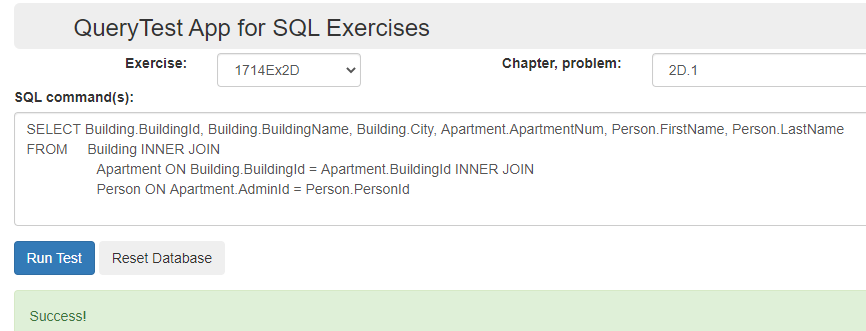 QueryTest App for SQL Exercises
Exercise: 1714Ex2D Chapter, problem: 2D.1
SQL command(s):
SELECT Building.BuildingId, Building.BuildingName, Building.City, Apartment.ApartmentNum, Person.FirstName, Person.LastName
FROM Building INNER JOIN
Apartment ON Building.BuildingId = Apartment.BuildingId INNER JOIN
Person ON Apartment.AdminId = Person.PersonId
Run Test Reset Database
Success!